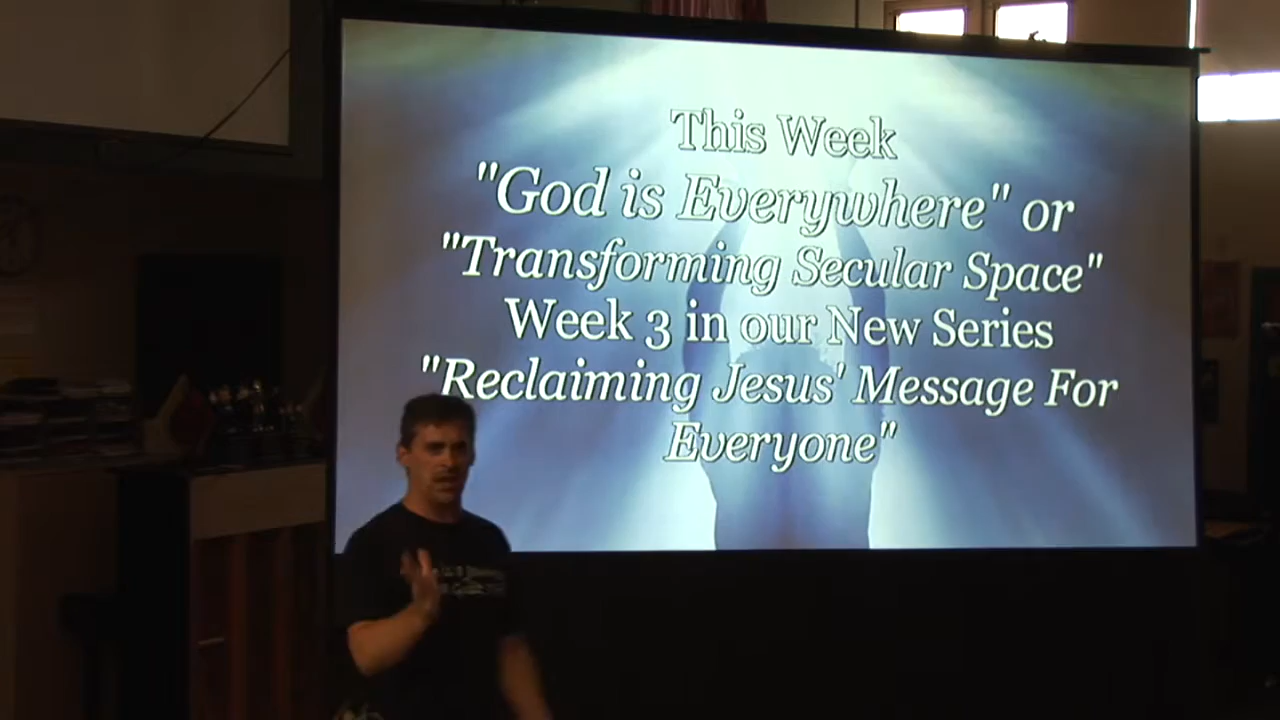 This Week
"God is Everywhere" or
"Transforming Secular Space"
Week 3 in our New Series
"Reclaiming Jesus' Message For
Everyone"